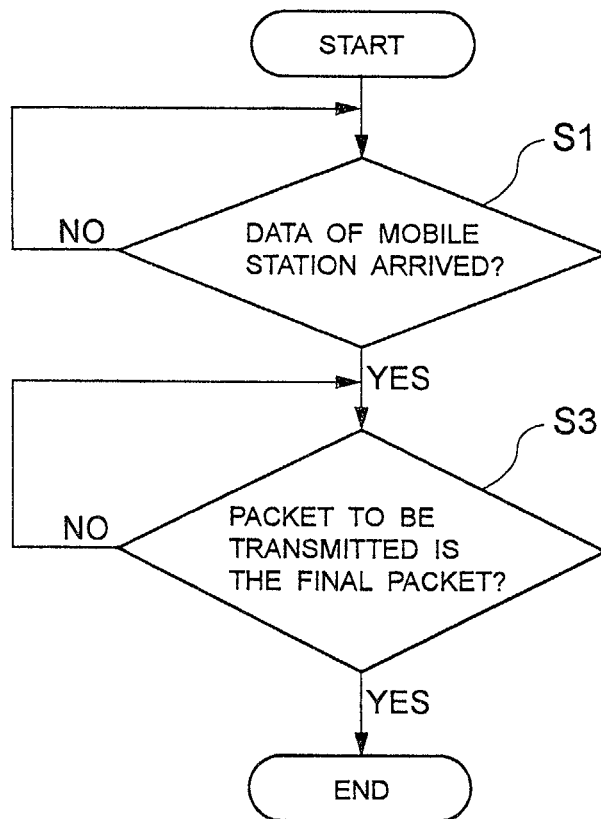 START
S1
DATA OF MOBILE
STATION ARRIVED?
NO
YES
S3
PACKET TO BE
TRANSMITTED IS
THE FINAL PACKET?
NO
YES
END